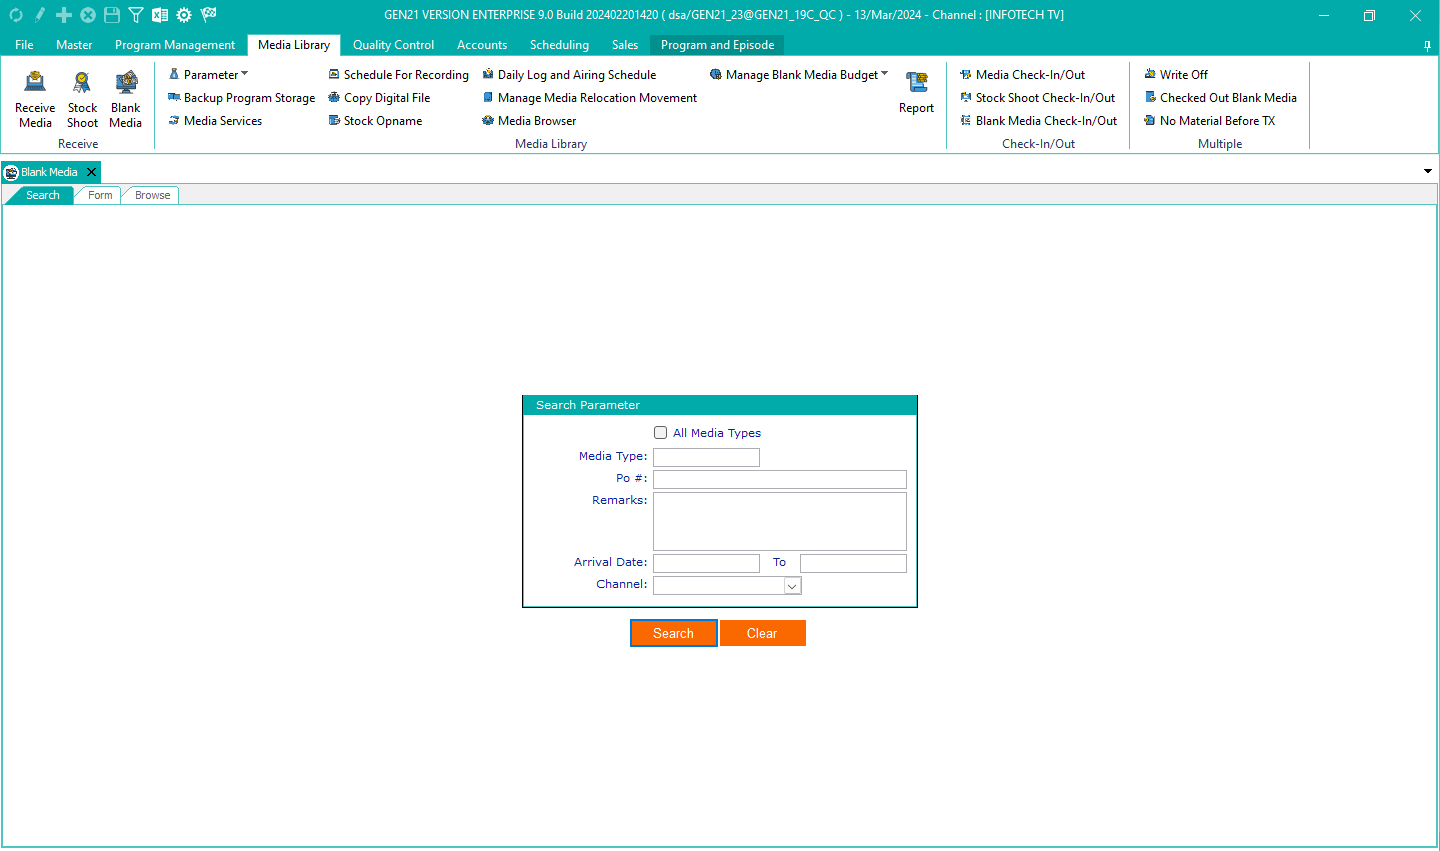 GEN21 VERSION ENTERPRISE 9.0 Build 202402201420 ( dsa/GEN21_23@GEN21_19C_QC ) - 13/Mar/2024 - Channel : [INFOTECH TV]
File Master Program Management Media Library Quality Control Accounts Scheduling Sales Program and Episode
Receive Media
Stock Shoot
Blank Media
Receive
Parameter
Backup Program Storage
Media Services
Schedule For Recording
Copy Digital File
Stock Opname
Daily Log and Airing Schedule
Manage Media Relocation Movement
Media Browser
Manage Blank Media Budget
Report
Media Library
Media Check-In/Out
Stock Shoot Check-In/Out
Blank Media Check-In/Out
Check-In/Out
Write Off
Checked Out Blank Media
No Material Before TX
Multiple
Blank Media
Search Form Browse
Search Parameter
All Media Types
Media Type:
Po #:
Remarks:
Arrival Date: To
Channel:
Search Clear